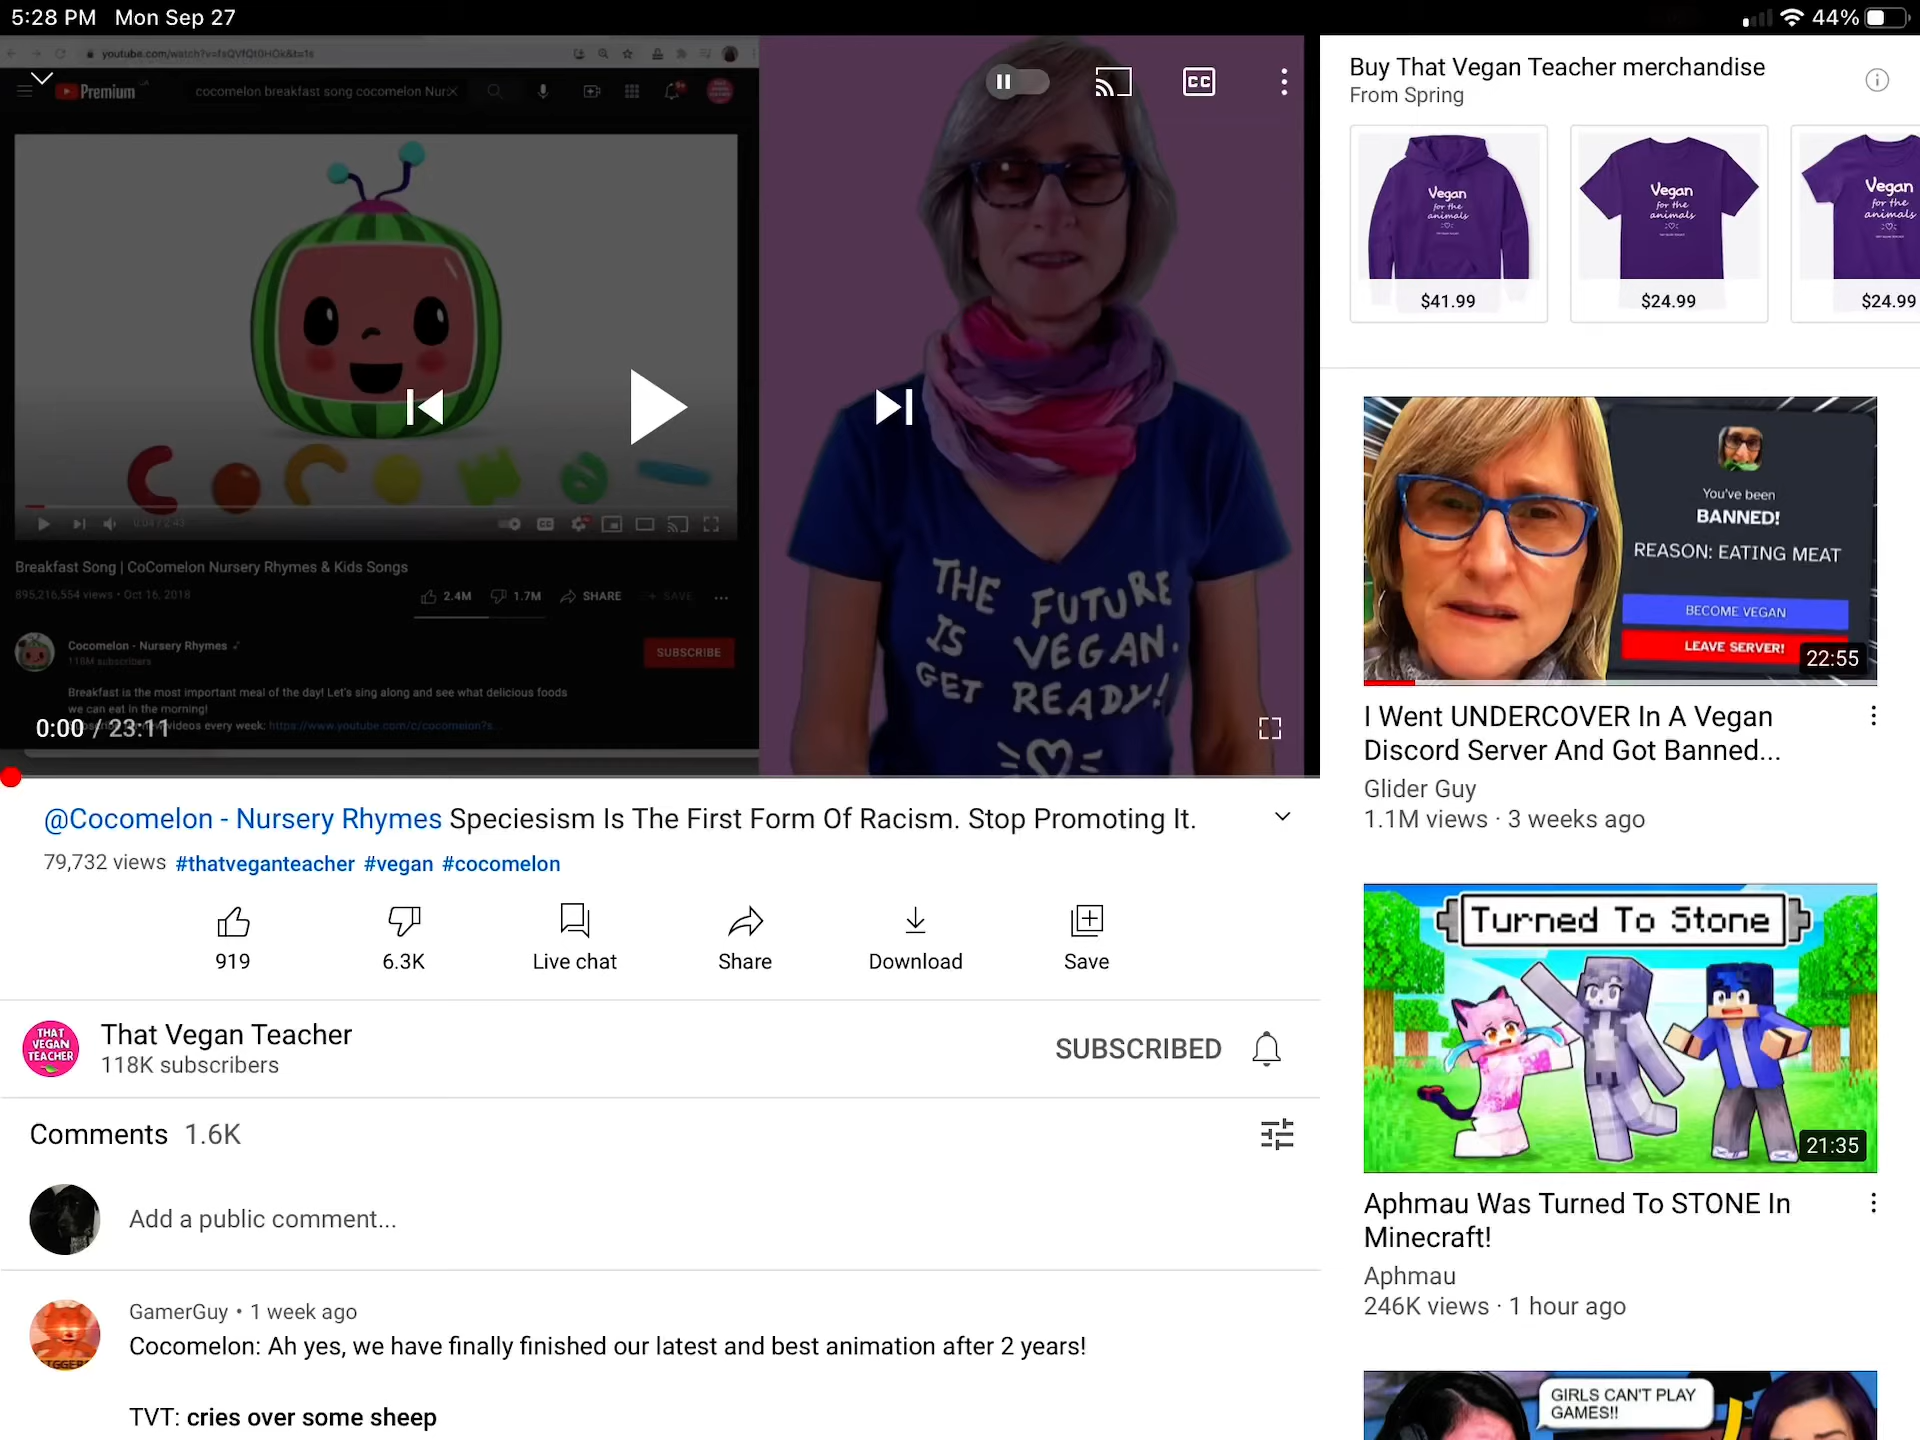 5:28 PM Mon Sep 27
44%
youtube.com/watch?v=fsQVfQt0HOk&t=1s
Premium
CA
cocomelon breakfast song cocomelon Nur
0:04 / 2:43
Breakfast Song | CoComelon Nursery Rhymes & Kids Songs
895,216,554 views • Oct 16, 2018
2.4M
1.7M
SHARE
SAVE
Cocomelon - Nursery Rhymes
118M subscribers
SUBSCRIBE
Breakfast is the most important meal of the day! Let's sing along and see what delicious foods
we can eat in the morning!
videos every week: https://www.youtube.com/c/cocomelon?s...
0:00 / 23:11
CC
THE FUTURE
IS VEGAN.
GET READY!
@Cocomelon - Nursery Rhymes Speciesism Is The First Form Of Racism. Stop Promoting It.
79,732 views #thatveganteacher #vegan #cocomelon
919
6.3K
Live chat
Share
Download
Save
THAT
VEGAN
TEACHER
That Vegan Teacher
118K subscribers
SUBSCRIBED
Comments 1.6K
Add a public comment...
GamerGuy • 1 week ago
Cocomelon: Ah yes, we have finally finished our latest and best animation after 2 years!
TVT: cries over some sheep
Buy That Vegan Teacher merchandise
From Spring
Vegan
for the
animals
$41.99
Vegan
for the
animals
$24.99
Vegan
for the
animals
$24.99
You've been
BANNED!
REASON: EATING MEAT
BECOME VEGAN
LEAVE SERVER!
22:55
I Went UNDERCOVER In A Vegan
Discord Server And Got Banned...
Glider Guy
1.1M views · 3 weeks ago
Turned To Stone
21:35
Aphmau Was Turned To STONE In
Minecraft!
Aphmau
246K views · 1 hour ago
GIRLS CAN'T PLAY
GAMES!!